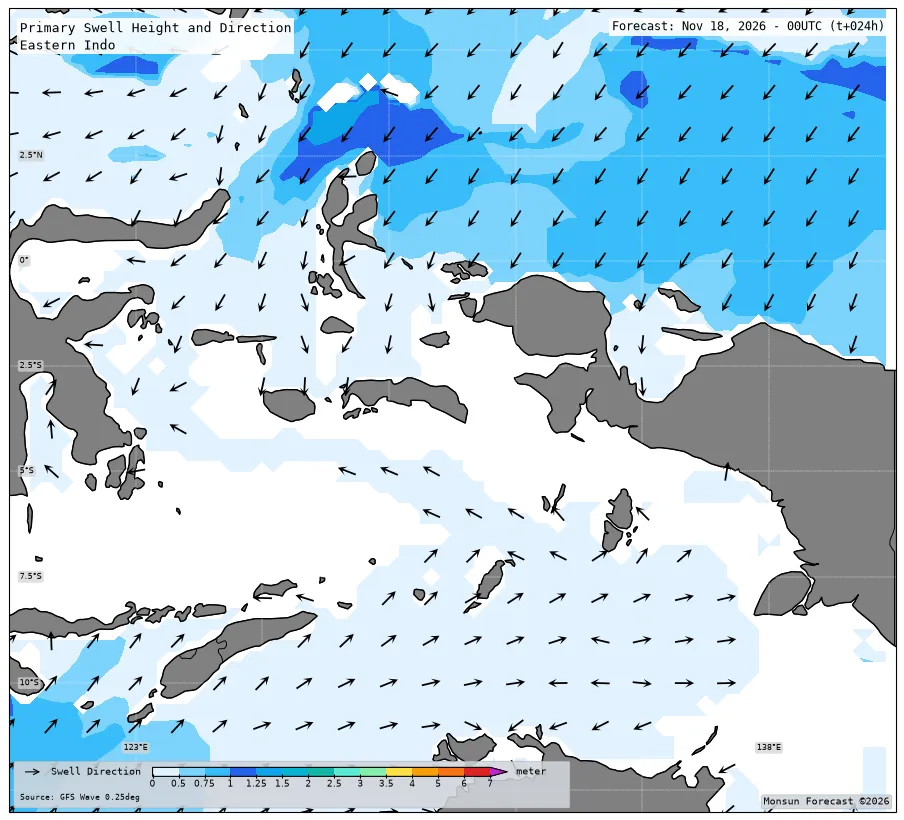 Primary Swell Height and Direction
Eastern Indo
Forecast: Nov 18, 2026 - 00UTC (t+024h)
2.5°N
0°
2.5°S
5°S
7.5°S
10°S
123°E
138°E
Swell Direction
meter
0 0.5 0.75 1 1.25 1.5 2 2.5 3 3.5 4 5 6 7
Source: GFS Wave 0.25deg
Monsun Forecast ©2026